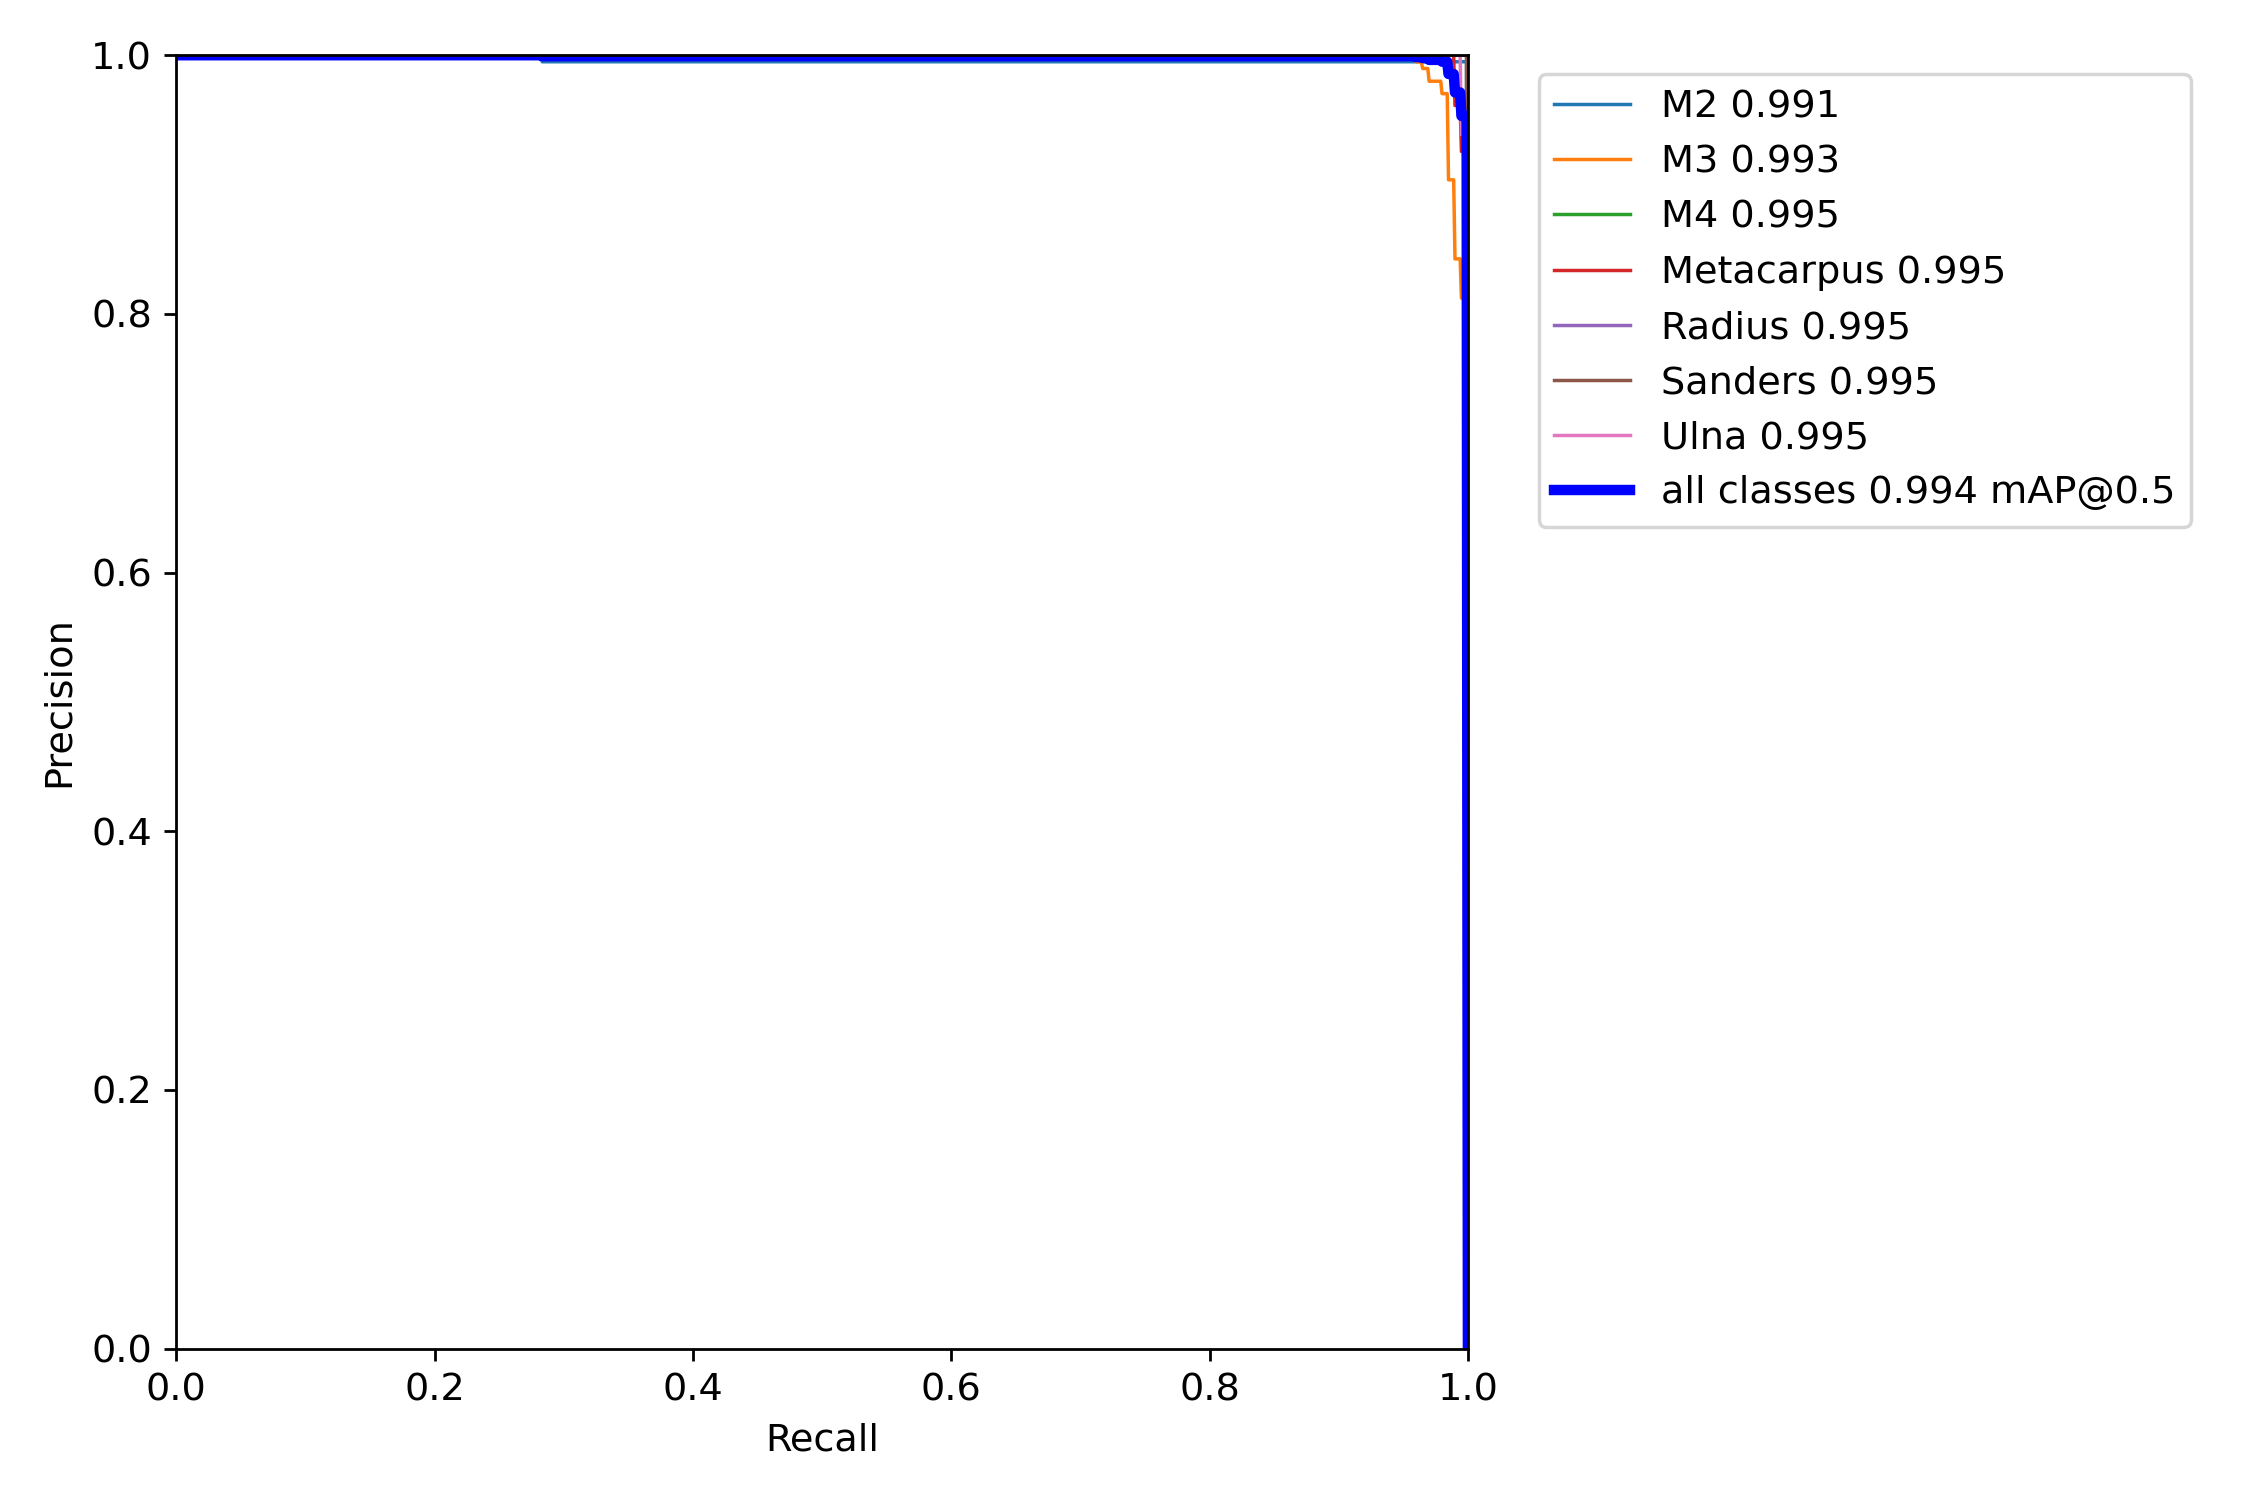 1.0
0.8
0.6
0.4
0.2
0.0
Precision
0.0 0.2 0.4 0.6 0.8 1.0
Recall
M2 0.991
M3 0.993
M4 0.995
Metacarpus 0.995
Radius 0.995
Sanders 0.995
Ulna 0.995
all classes 0.994 mAP@0.5